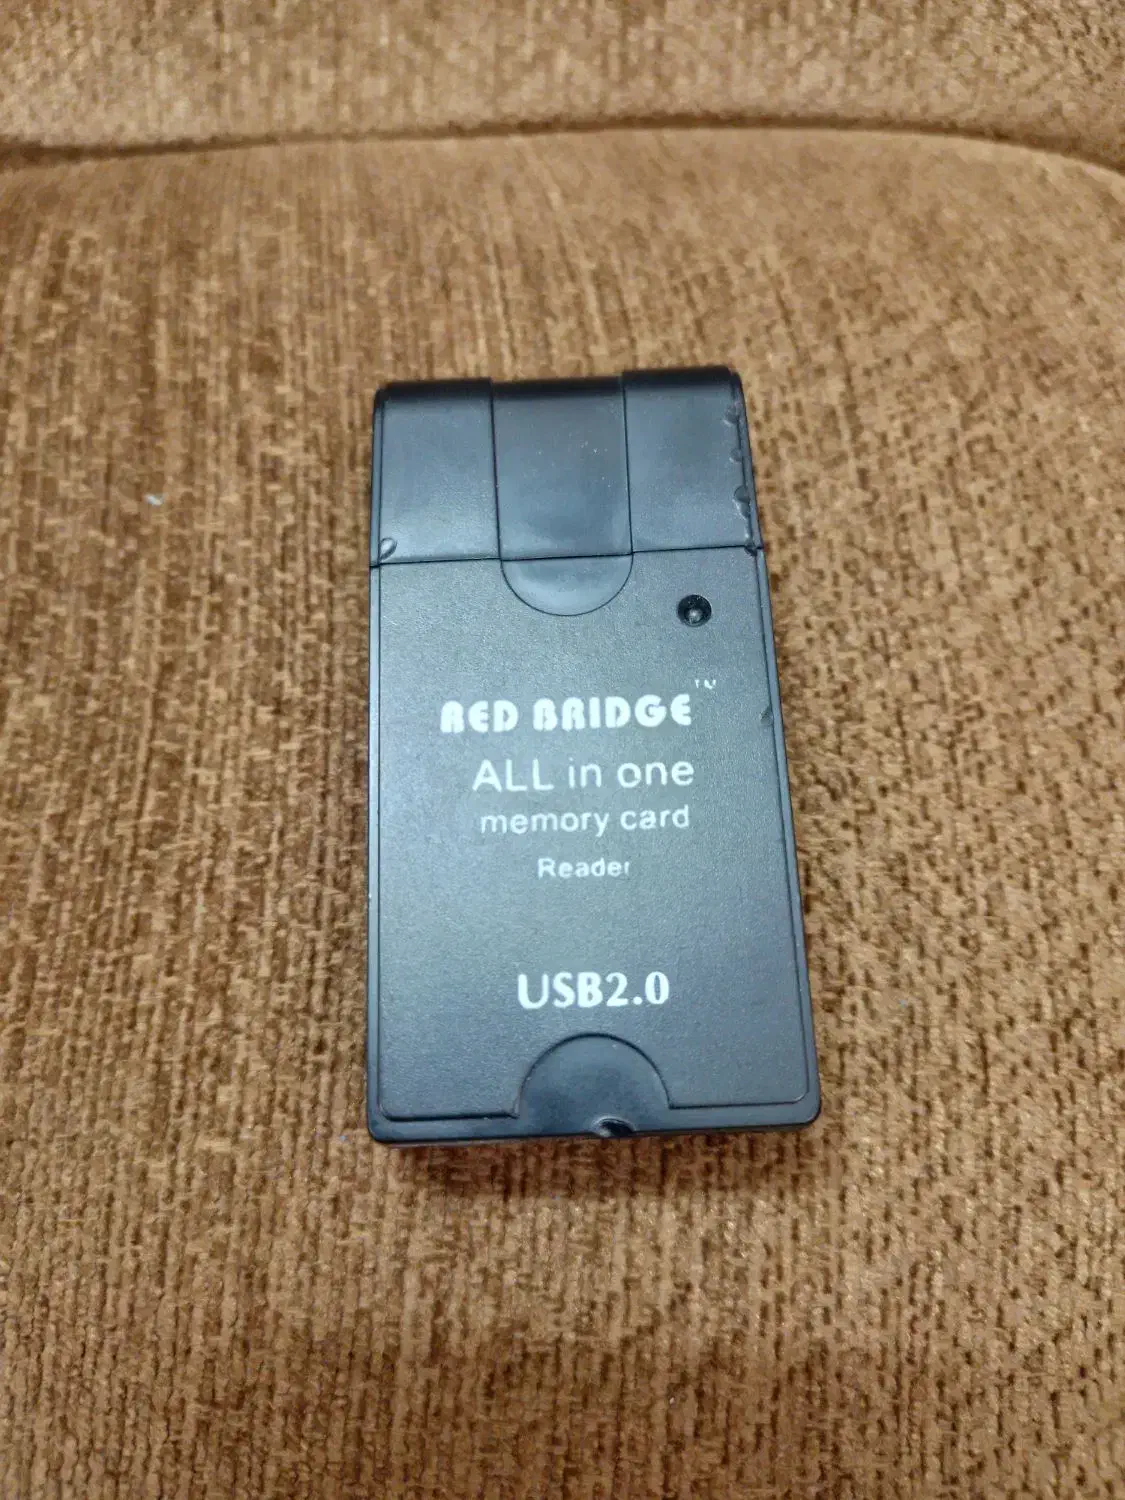 RED BRIDGE™
ALL in one
memory card
Reader
USB2.0